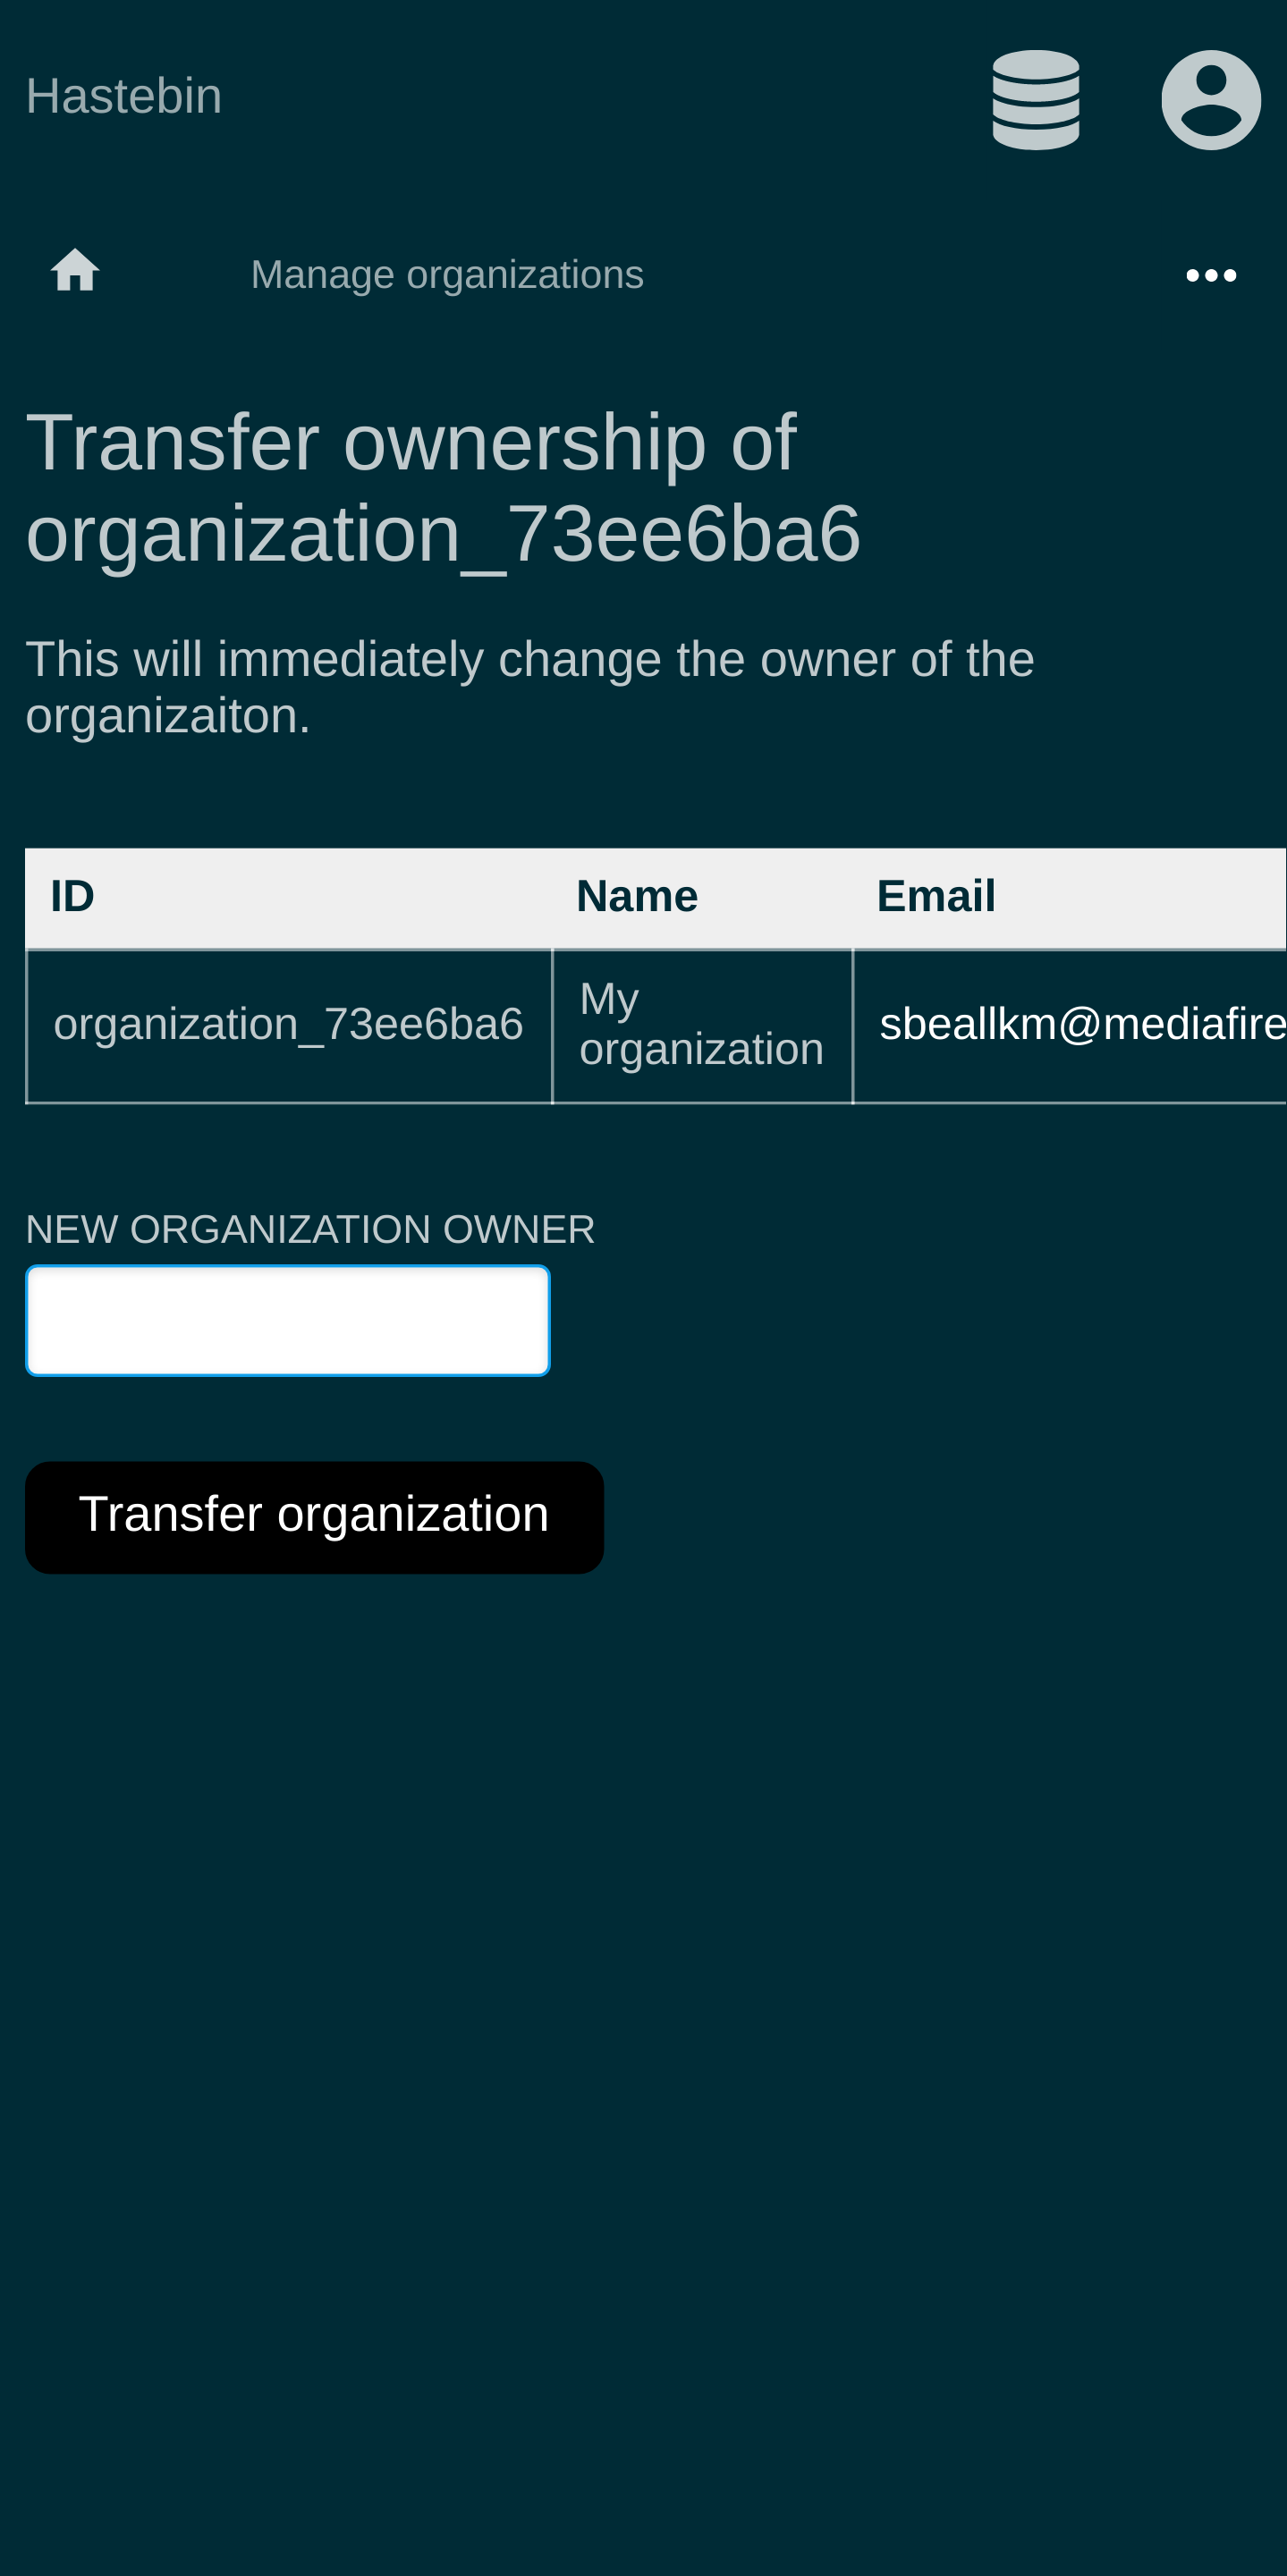 Hastebin
Manage organizations
Transfer ownership of
organization_73ee6ba6
This will immediately change the owner of the
organizaiton.
ID Name Email
organization_73ee6ba6 My organization sbeallkm@mediafire
NEW ORGANIZATION OWNER
Transfer organization